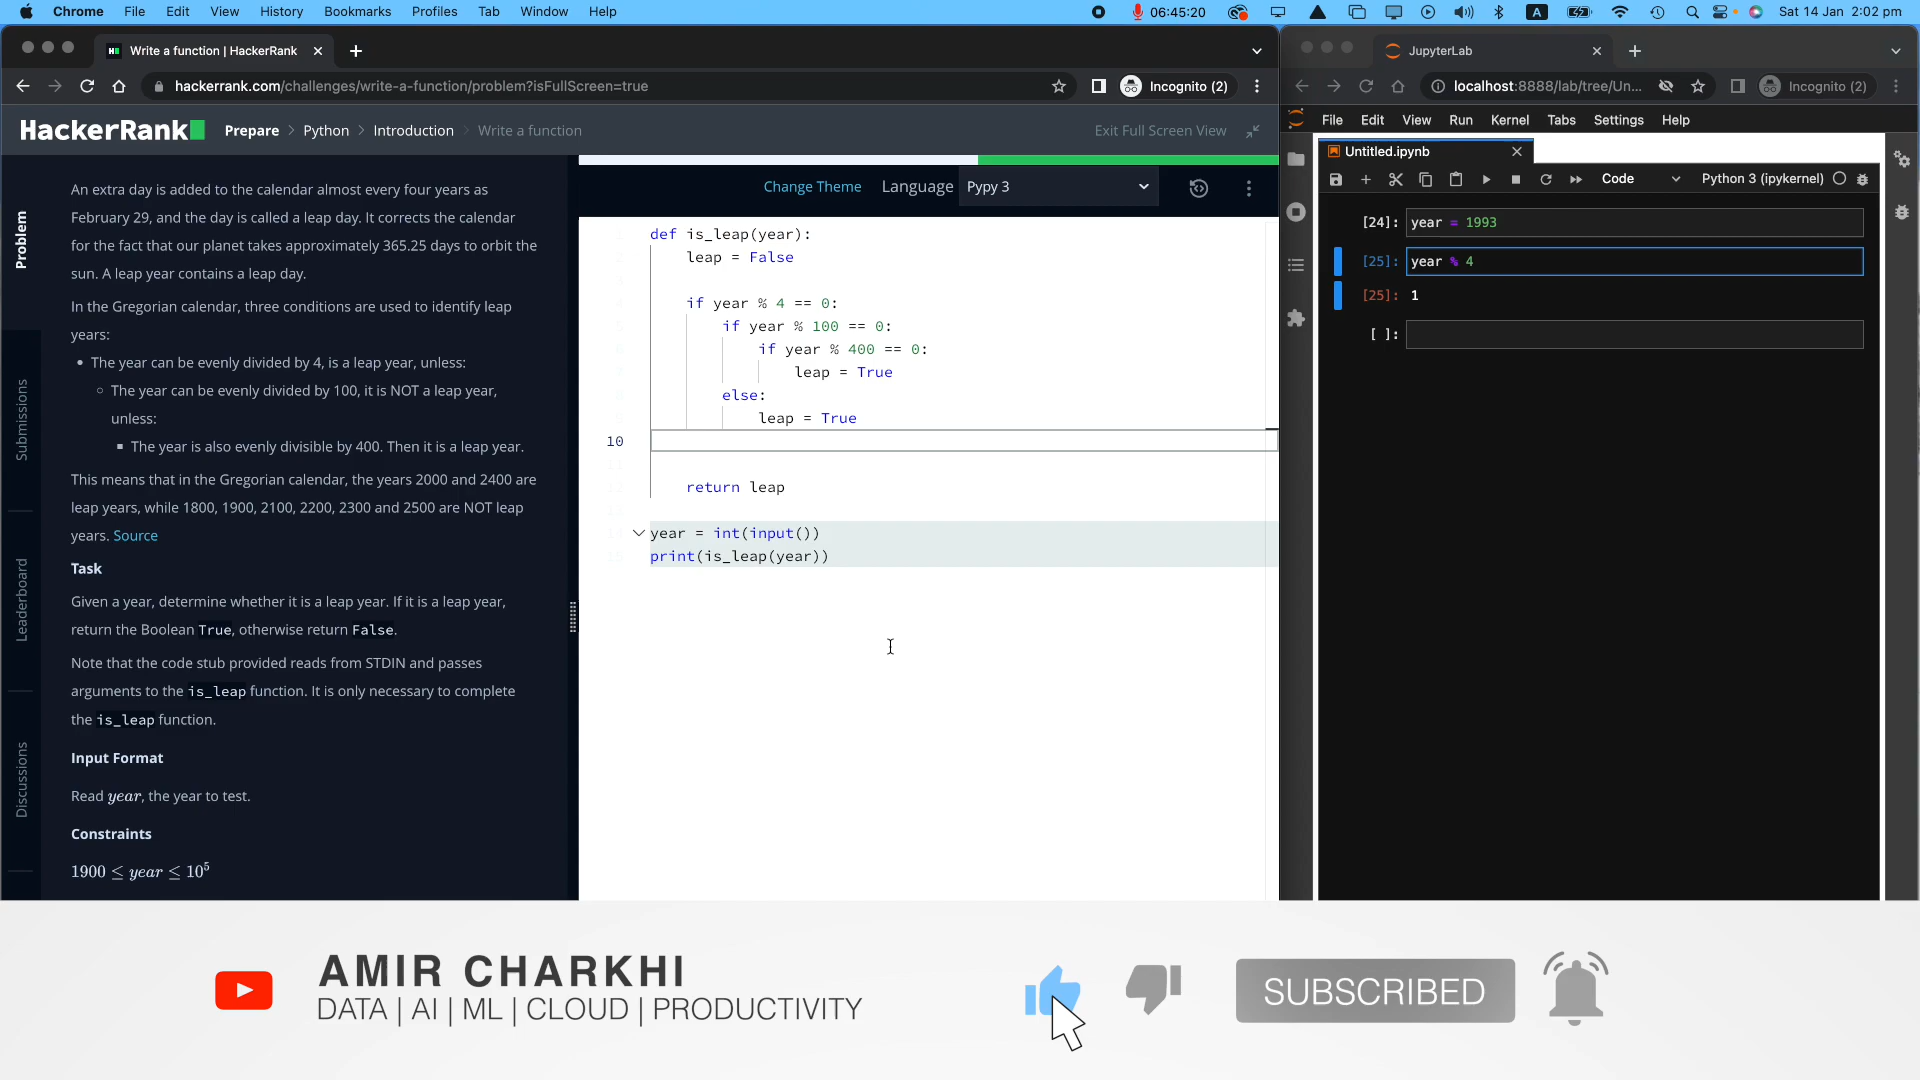 Chrome File Edit View History Bookmarks Profiles Tab Window Help
06:45:20
A
Sat 14 Jan 2:02 pm
Write a function | HackerRank
hackerrank.com/challenges/write-a-function/problem?isFullScreen=true
Incognito (2)
HackerRank
Prepare > Python > Introduction > Write a function
Exit Full Screen View
Problem
Submissions
Leaderboard
Discussions
An extra day is added to the calendar almost every four years as
February 29, and the day is called a leap day. It corrects the calendar
for the fact that our planet takes approximately 365.25 days to orbit the
sun. A leap year contains a leap day.
In the Gregorian calendar, three conditions are used to identify leap
years:
• The year can be evenly divided by 4, is a leap year, unless:
○ The year can be evenly divided by 100, it is NOT a leap year,
unless:
▪ The year is also evenly divisible by 400. Then it is a leap year.
This means that in the Gregorian calendar, the years 2000 and 2400 are
leap years, while 1800, 1900, 2100, 2200, 2300 and 2500 are NOT leap
years. Source
Task
Given a year, determine whether it is a leap year. If it is a leap year,
return the Boolean True, otherwise return False.
Note that the code stub provided reads from STDIN and passes
arguments to the is_leap function. It is only necessary to complete
the is_leap function.
Input Format
Read year, the year to test.
Constraints
1900 ≤ year ≤ 10⁵
Change Theme Language Pypy 3
def is_leap(year):
leap = False
if year % 4 == 0:
if year % 100 == 0:
if year % 400 == 0:
leap = True
else:
leap = True
10
return leap
year = int(input())
print(is_leap(year))
JupyterLab
localhost:8888/lab/tree/Un...
Incognito (2)
File Edit View Run Kernel Tabs Settings Help
Untitled.ipynb
Code Python 3 (ipykernel)
[24]: year = 1993
[25]: year % 4
[25]: 1
[ ]:
AMIR CHARKHI
DATA | AI | ML | CLOUD | PRODUCTIVITY
SUBSCRIBED